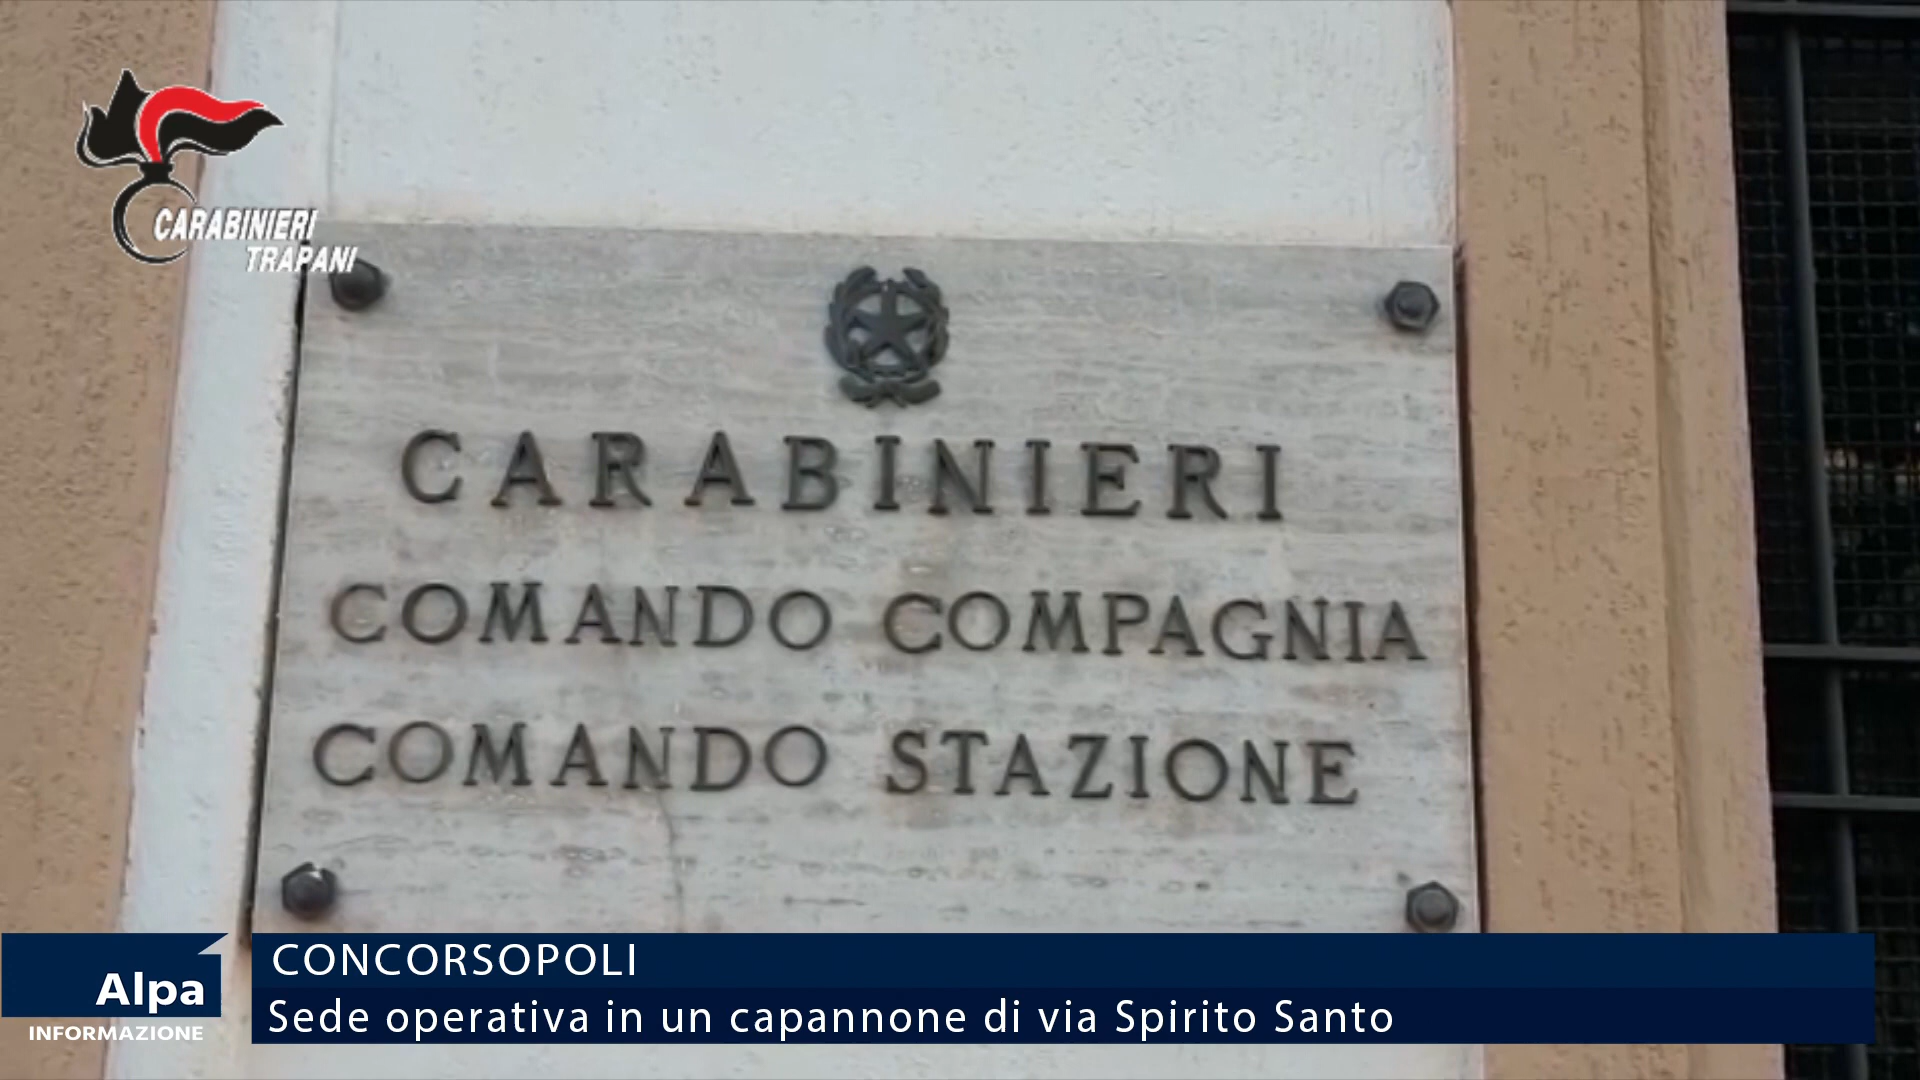 CARABINIERI
TRAPANI
CARABINIERI
COMANDO COMPAGNIA
COMANDO STAZIONE
CONCORSOPOLI
Alpa
INFORMAZIONE
Sede operativa in un capannone di via Spirito Santo